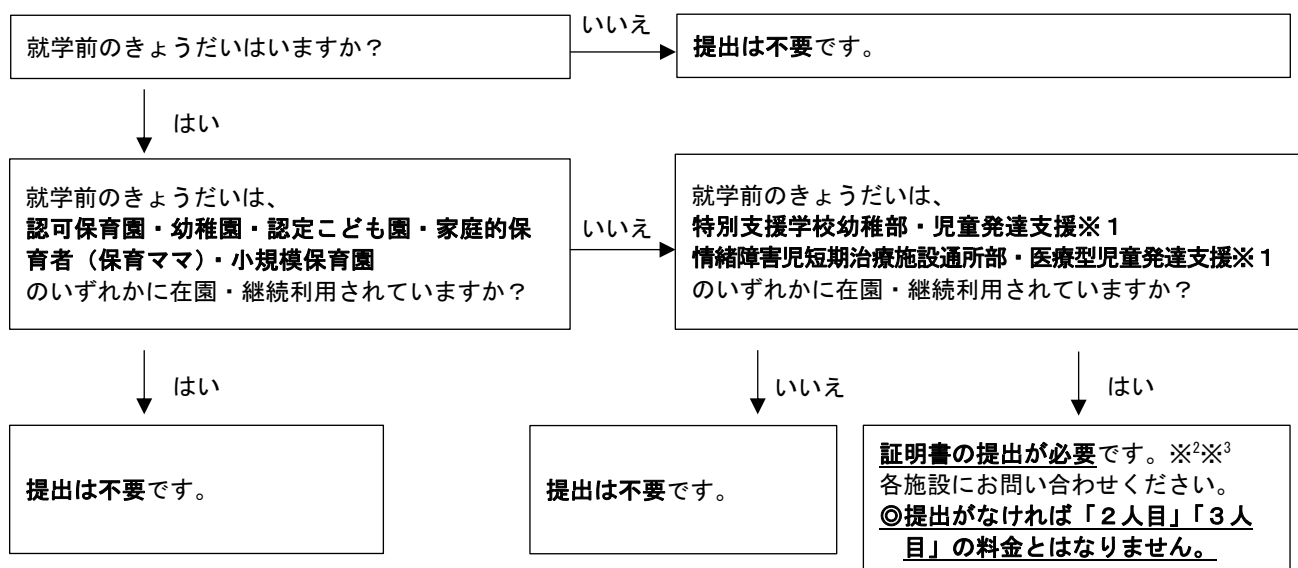 就学前のきょうだいはいますか？
いいえ
提出は不要です。
はい
就学前のきょうだいは、
認可保育園・幼稚園・認定こども園・家庭的保
育者（保育ママ）・小規模保育園
のいずれかに在園・継続利用されていますか？
いいえ
就学前のきょうだいは、
特別支援学校幼稚部・児童発達支援※１
情緒障害児短期治療施設通所部・医療型児童発達支援※１
のいずれかに在園・継続利用されていますか？
はい
いいえ
はい
提出は不要です。
提出は不要です。
証明書の提出が必要です。※2※3
各施設にお問い合わせください。
◎提出がなければ「２人目」「３人
目」の料金とはなりません。